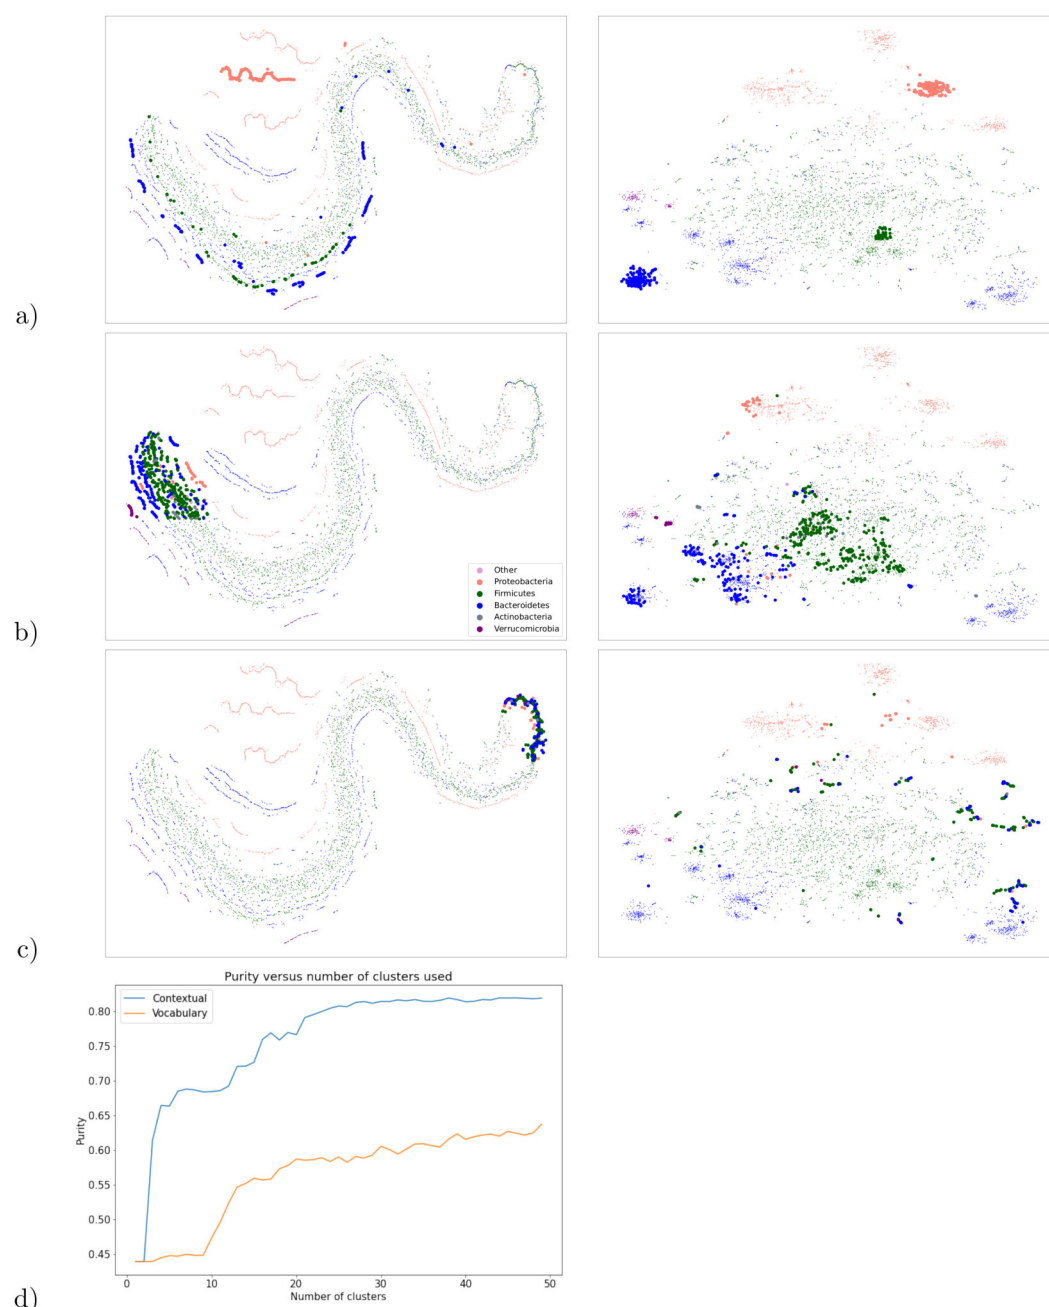 a)
Other
Proteobacteria
Firmicutes
Bacteroidetes
Actinobacteria
Verrucomicrobia
b)
c)
Purity versus number of clusters used
Contextual
Vocabulary
0.80
0.75
0.70
0.65
0.60
0.55
0.50
0.45
Purity
0
10
20
30
40
50
Number of clusters
d)